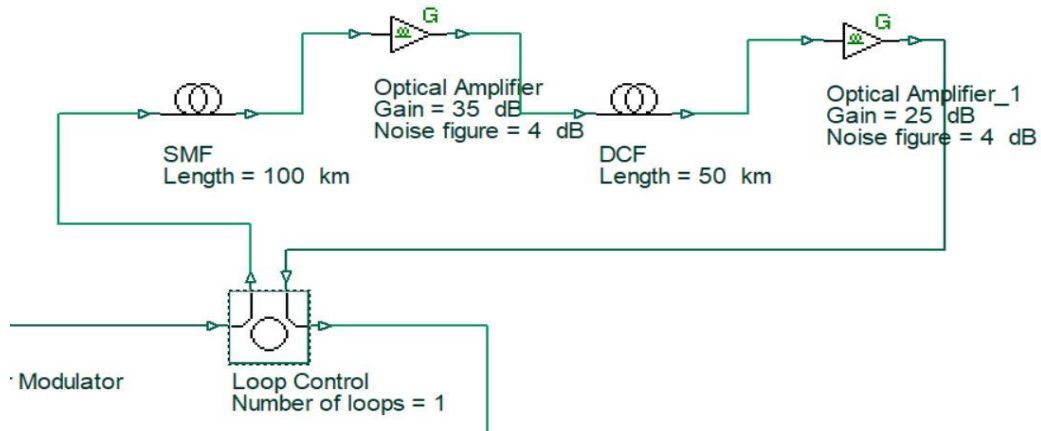 G
G
Optical Amplifier
Gain = 35 dB
Noise figure = 4 dB
Optical Amplifier_1
Gain = 25 dB
Noise figure = 4 dB
SMF
Length = 100 km
DCF
Length = 50 km
r Modulator
Loop Control
Number of loops = 1